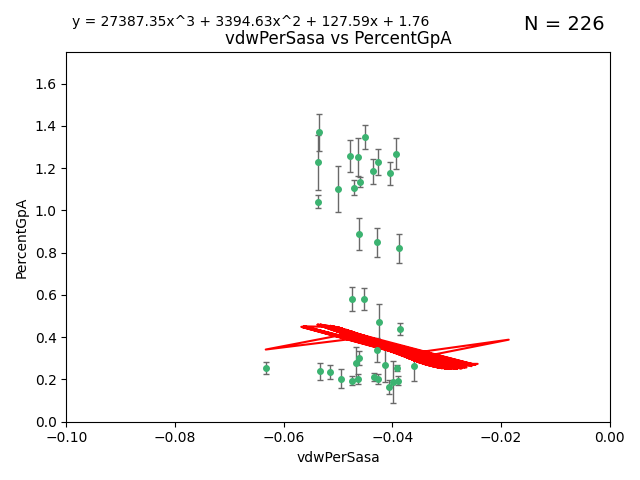 y = 27387.35x^3 + 3394.63x^2 + 127.59x + 1.76
N = 226
vdwPerSasa vs PercentGpA
1.6
1.4
1.2
1.0
0.8
0.6
0.4
0.2
0.0
PercentGpA
−0.10 −0.08 −0.06 −0.04 −0.02 0.00
vdwPerSasa